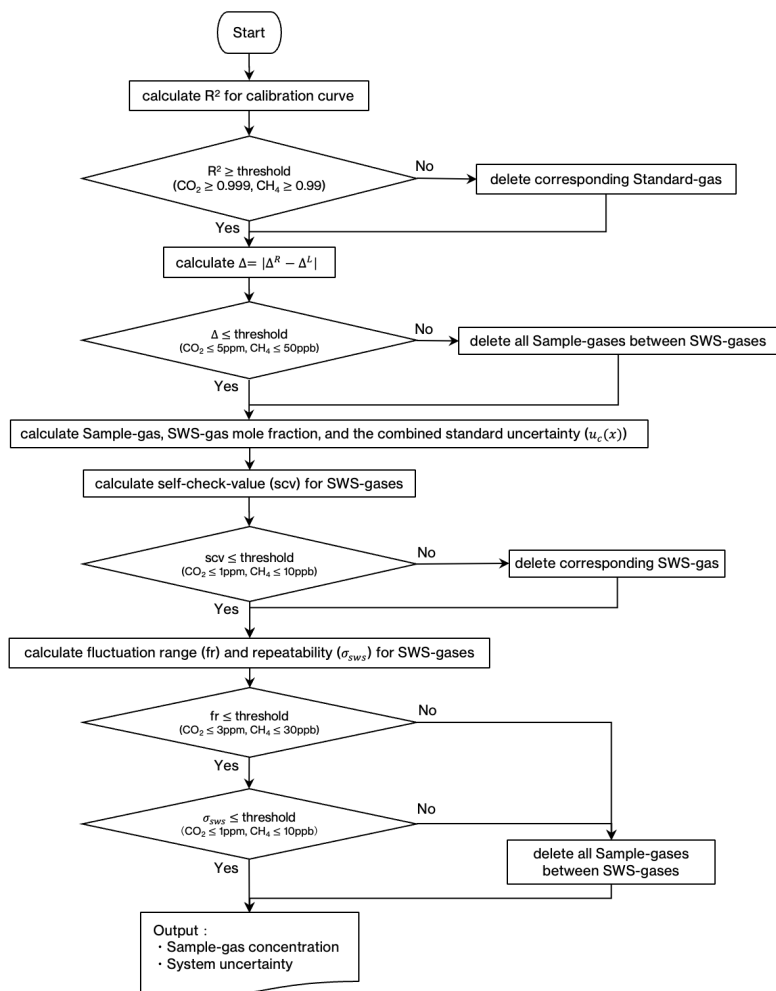 Start
calculate R² for calibration curve
R² ≥ threshold
(CO₂ ≥ 0.999, CH₄ ≥ 0.99)
No
delete corresponding Standard-gas
Yes
calculate Δ= |Δᴿ − Δᴸ|
Δ ≤ threshold
(CO₂ ≤ 5ppm, CH₄ ≤ 50ppb)
No
delete all Sample-gases between SWS-gases
Yes
calculate Sample-gas, SWS-gas mole fraction, and the combined standard uncertainty (u_c(x))
calculate self-check-value (scv) for SWS-gases
scv ≤ threshold
(CO₂ ≤ 1ppm, CH₄ ≤ 10ppb)
No
delete corresponding SWS-gas
Yes
calculate fluctuation range (fr) and repeatability (σ_sws) for SWS-gases
fr ≤ threshold
(CO₂ ≤ 3ppm, CH₄ ≤ 30ppb)
No
Yes
σ_sws ≤ threshold
(CO₂ ≤ 1ppm, CH₄ ≤ 10ppb)
No
delete all Sample-gases
between SWS-gases
Yes
Output :
・Sample-gas concentration
・System uncertainty